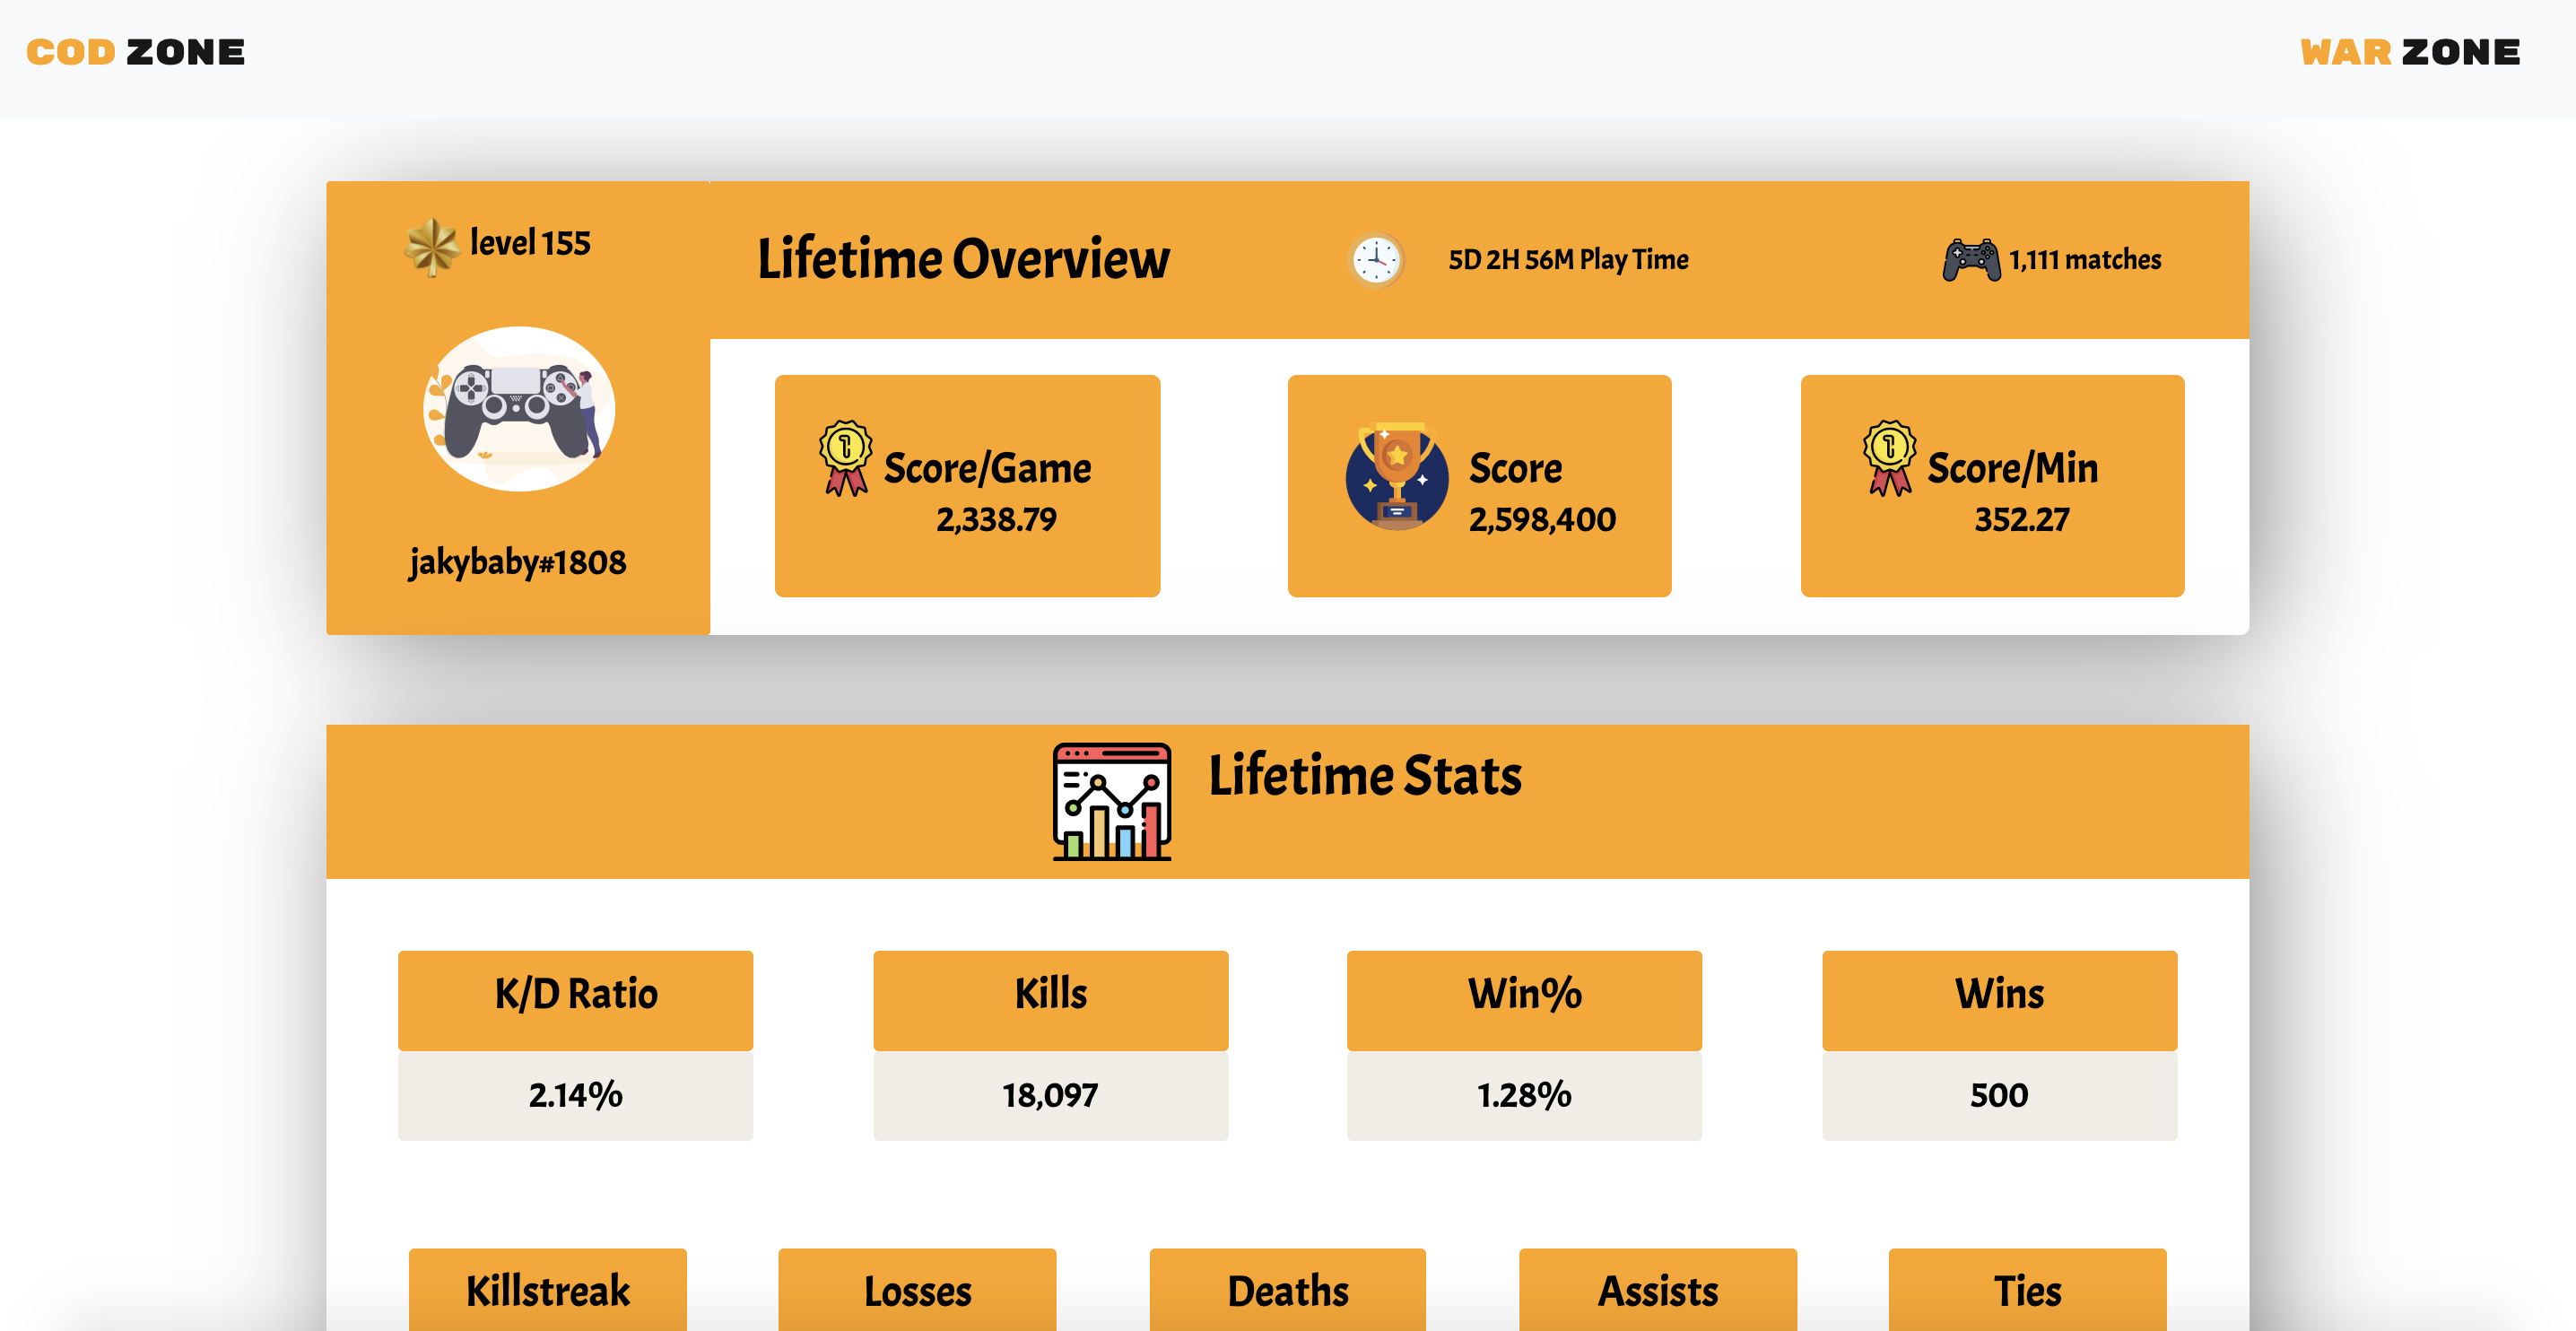 COD ZONE
WAR ZONE
level 155
jakybaby#1808
Lifetime Overview
5D 2H 56M Play Time
1,111 matches
Score/Game
2,338.79
Score
2,598,400
Score/Min
352.27
Lifetime Stats
K/D Ratio
2.14%
Kills
18,097
Win%
1.28%
Wins
500
Killstreak
Losses
Deaths
Assists
Ties